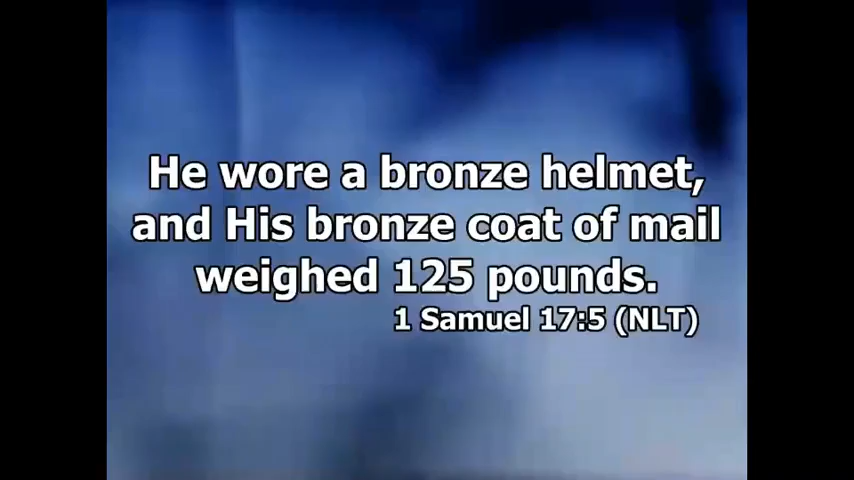 He wore a bronze helmet,
and His bronze coat of mail
weighed 125 pounds.
1 Samuel 17:5 (NLT)